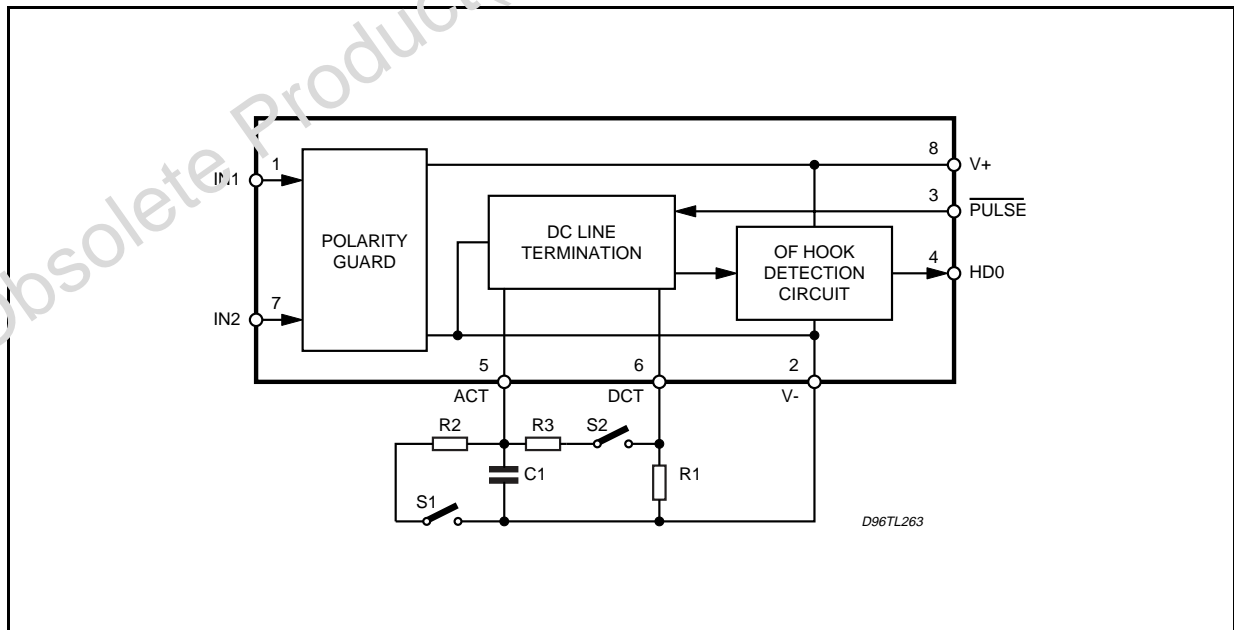 Obsolete Product(
1
IN1
POLARITY
GUARD
7
IN2
DC LINE
TERMINATION
OF HOOK
DETECTION
CIRCUIT
8
V+
3
PULSE
4
HD0
5
ACT
6
DCT
2
V-
R2
R3
S2
C1
R1
S1
D96TL263